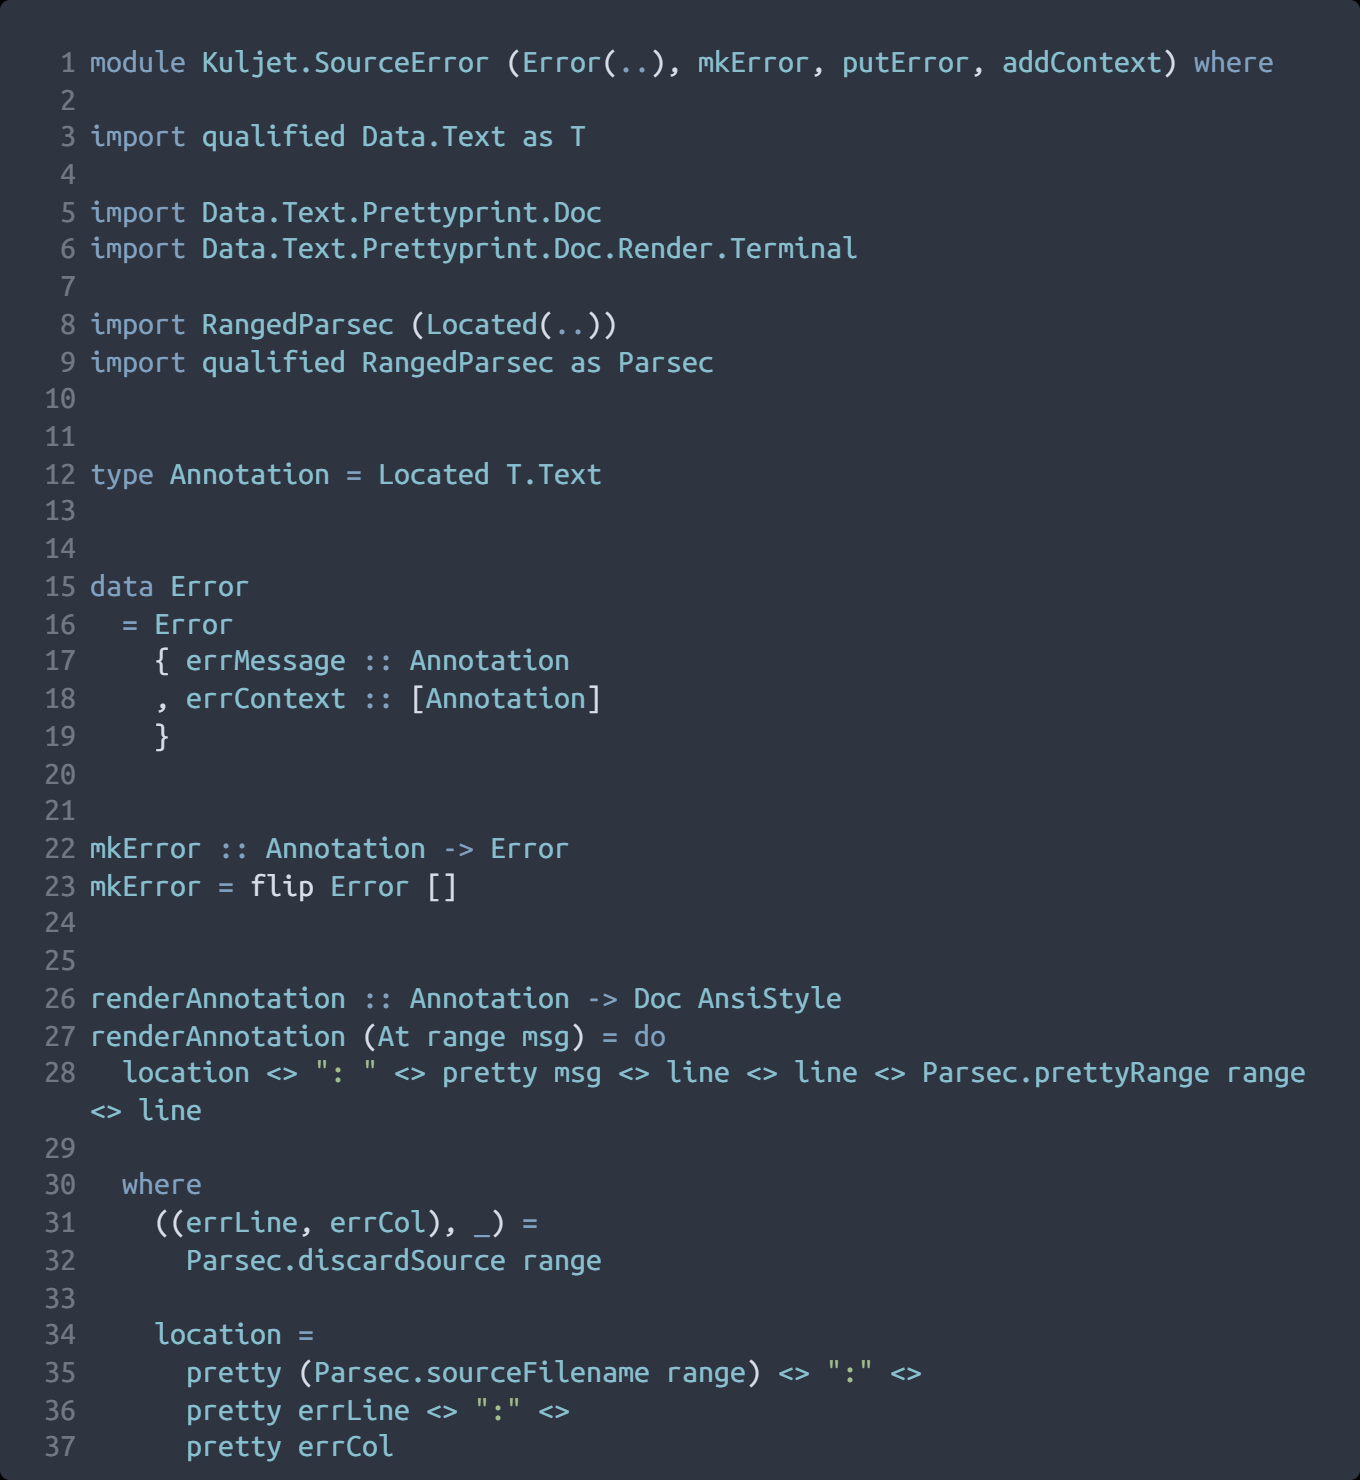 1 module Kuljet.SourceError (Error(..), mkError, putError, addContext) where
2
3 import qualified Data.Text as T
4
5 import Data.Text.Prettyprint.Doc
6 import Data.Text.Prettyprint.Doc.Render.Terminal
7
8 import RangedParsec (Located(..))
9 import qualified RangedParsec as Parsec
10
11
12 type Annotation = Located T.Text
13
14
15 data Error
16   = Error
17     { errMessage :: Annotation
18     , errContext :: [Annotation]
19     }
20
21
22 mkError :: Annotation -> Error
23 mkError = flip Error []
24
25
26 renderAnnotation :: Annotation -> Doc AnsiStyle
27 renderAnnotation (At range msg) = do
28   location <> ": " <> pretty msg <> line <> line <> Parsec.prettyRange range
<> line
29
30   where
31     ((errLine, errCol), _) =
32       Parsec.discardSource range
33
34     location =
35       pretty (Parsec.sourceFilename range) <> ":" <>
36       pretty errLine <> ":" <>
37       pretty errCol